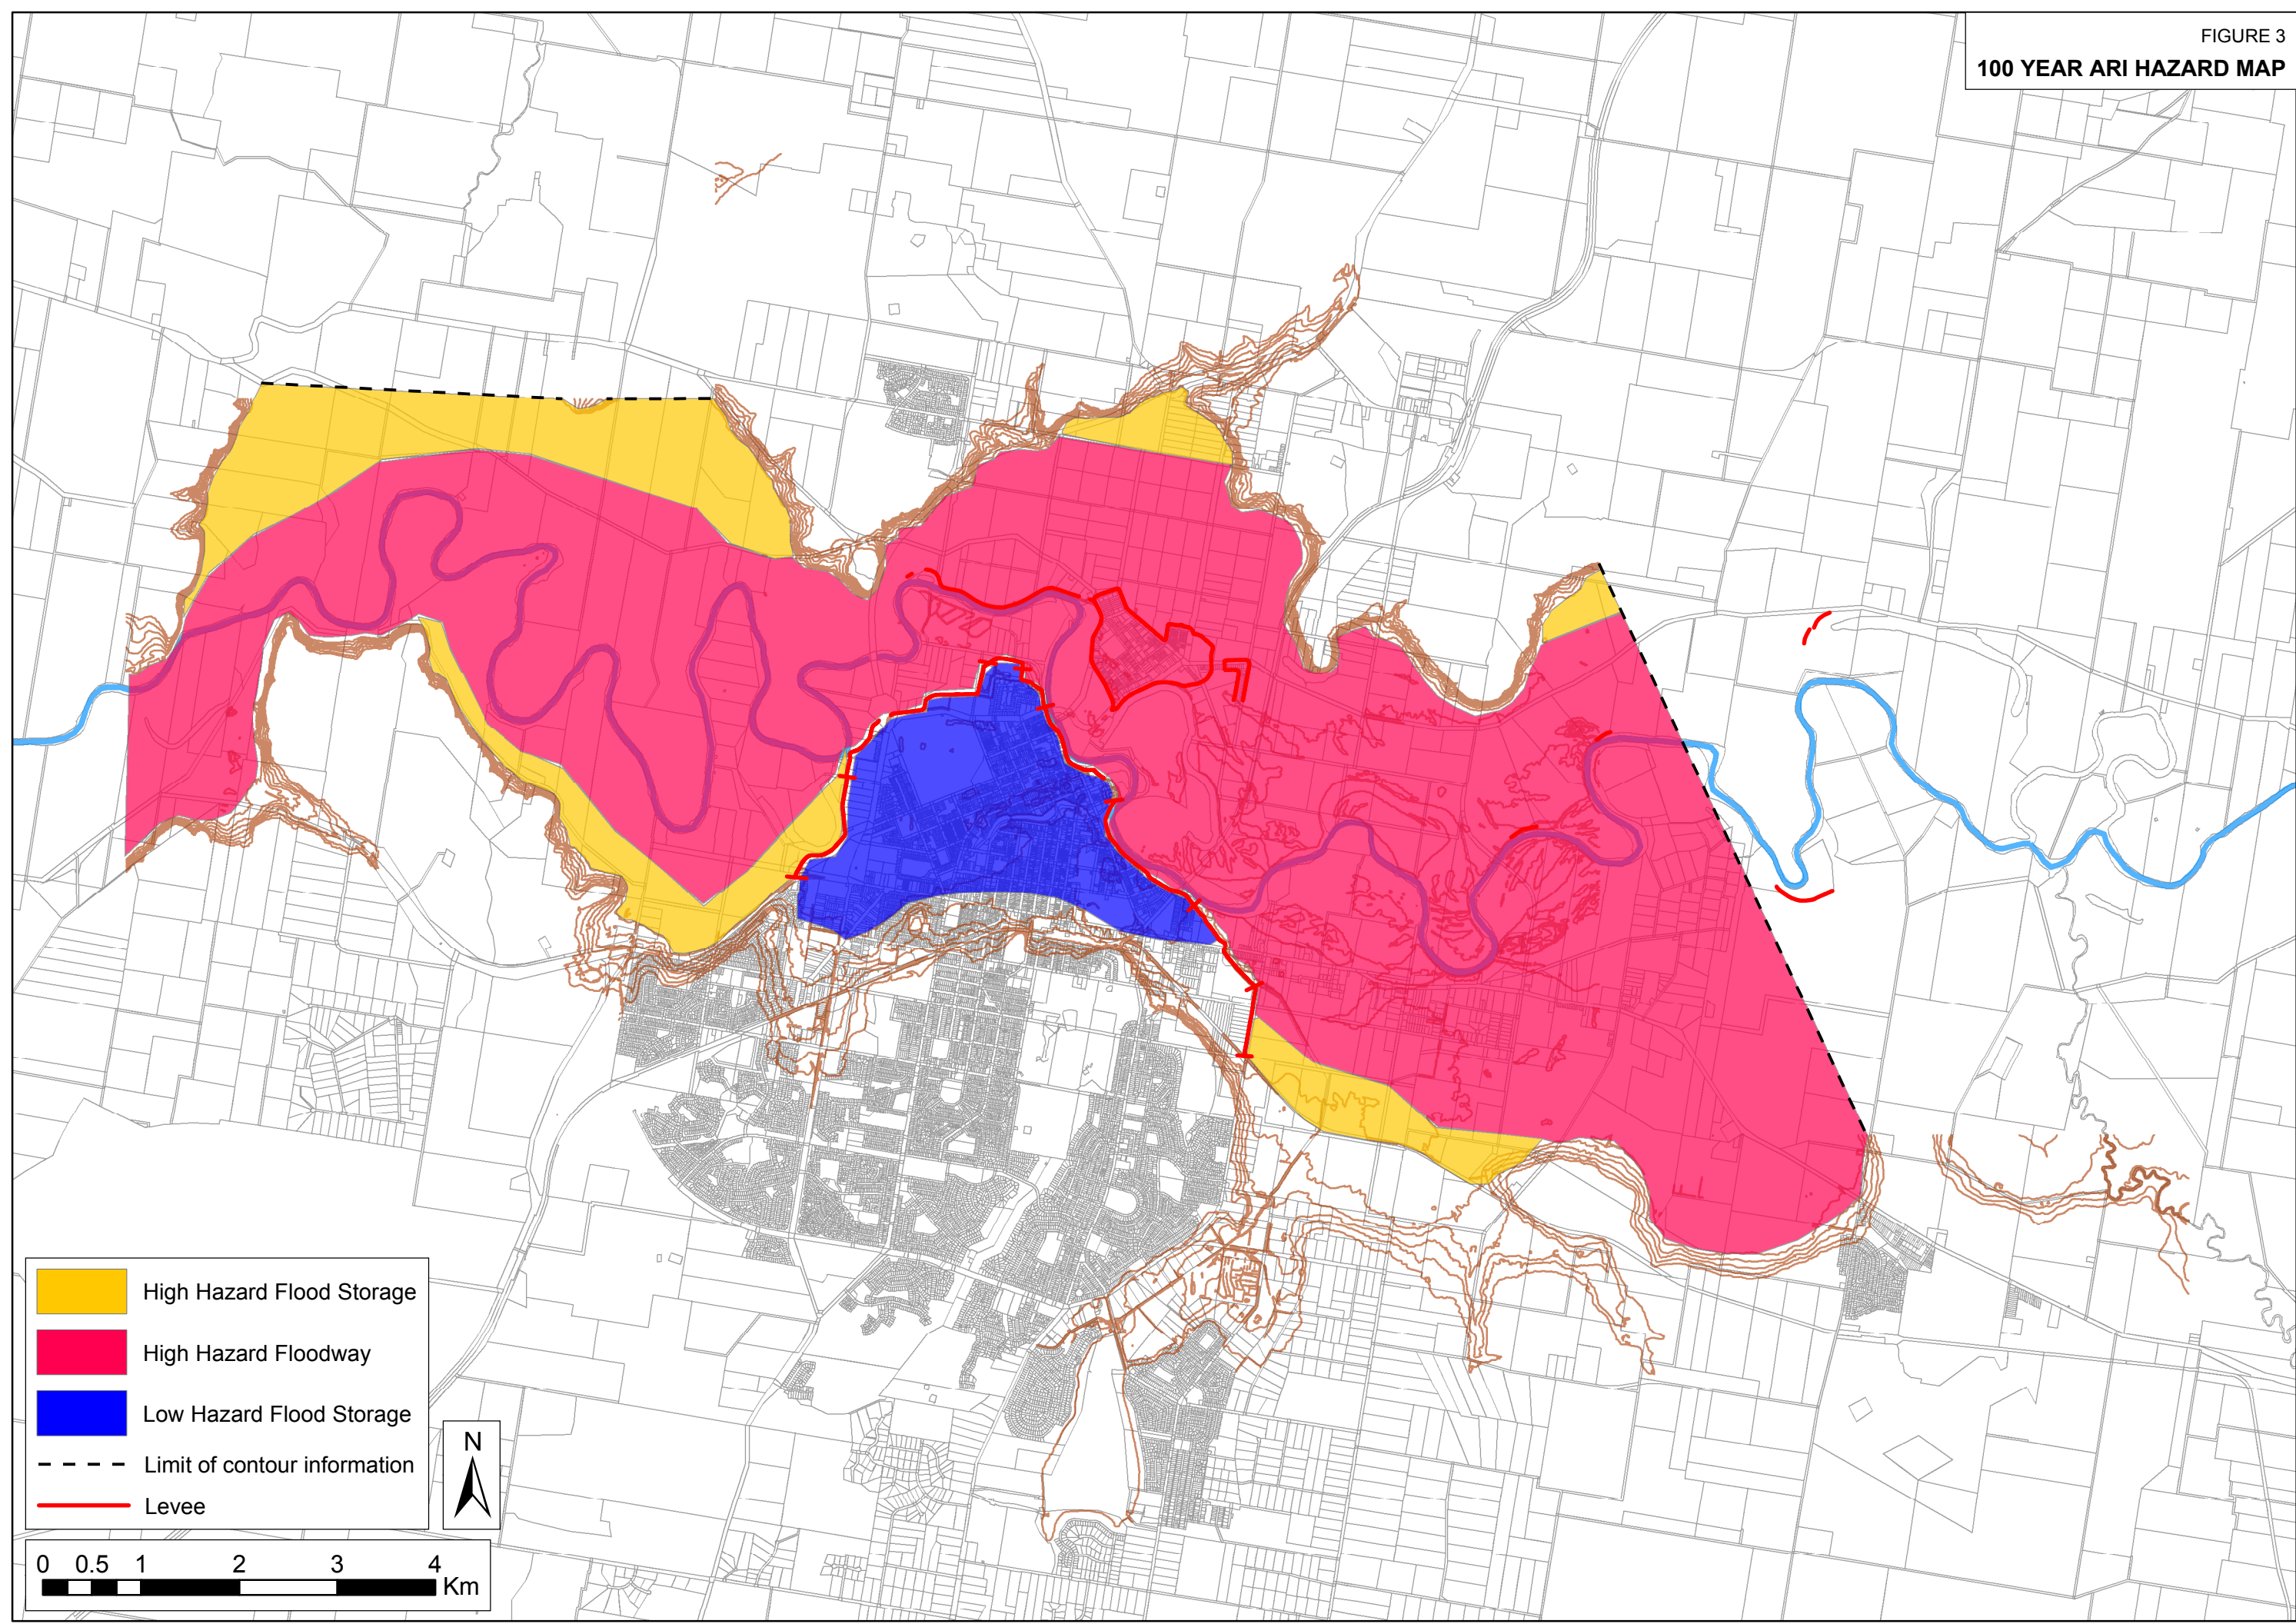 FIGURE 3
100 YEAR ARI HAZARD MAP
High Hazard Flood Storage
High Hazard Floodway
Low Hazard Flood Storage
Limit of contour information
Levee
N
0 0.5 1 2 3 4
Km